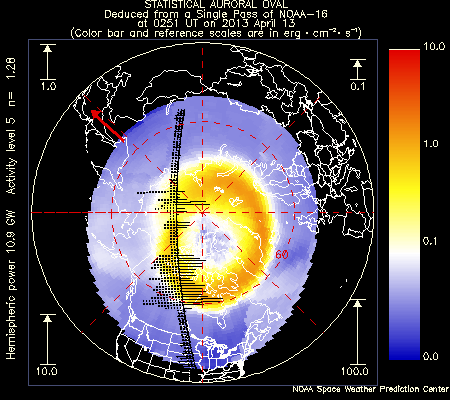 STATISTICAL AURORAL OVAL
Deduced from a Single Pass of NOAA-16
at 0251 UT on 2013 April 13
(Color bar and reference scales are in erg · cm⁻² · s⁻¹)
Hemispheric power 10.9 GW Activity level 5 n= 1.28
1.0
0.1
10.0
100.0
60
10.0
1.0
0.1
0.0
NOAA Space Weather Prediction Center